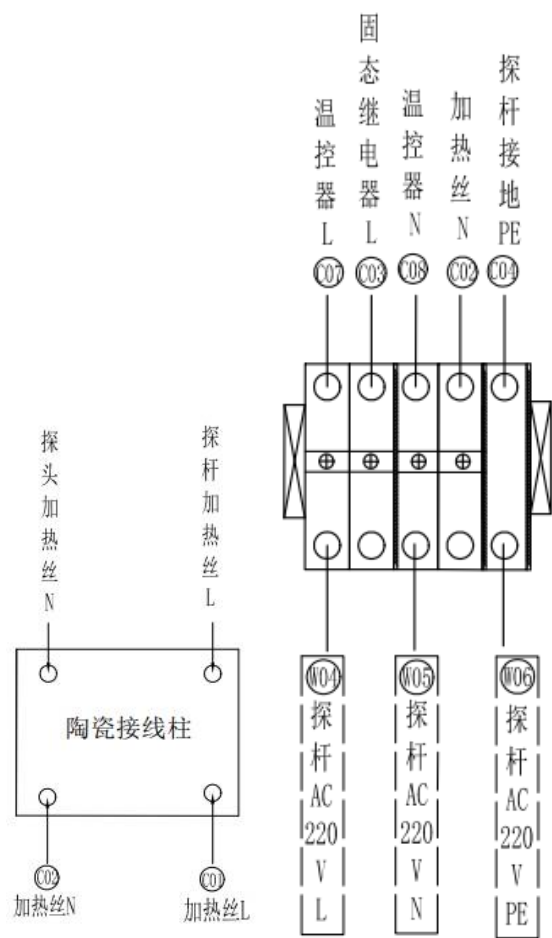 温控器L
固态继电器L
温控器N
加热丝N
探杆接地PE
C07
C03
C08
C02
C04
探头加热丝N
探杆加热丝L
陶瓷接线柱
C02
加热丝N
C01
加热丝L
W04
探杆AC220VL
W05
探杆AC220VN
W06
探杆AC220VPE